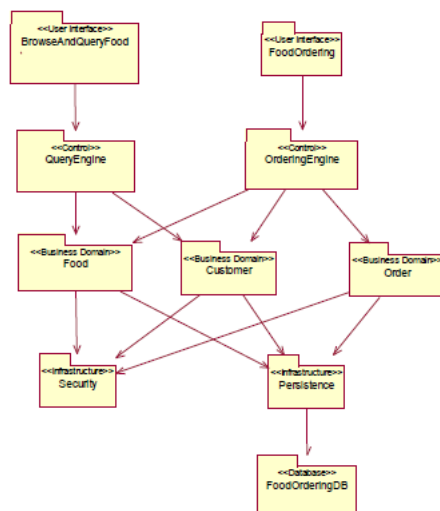 <<User Interface>>
BrowseAndQueryFood
<<User Interface>>
FoodOrdering
<<Control>>
QueryEngine
<<Control>>
OrderingEngine
<<Business Domain>>
Food
<<Business Domain>>
Customer
<<Business Domain>>
Order
<<Infrastructure>>
Security
<<Infrastructure>>
Persistence
<<Database>>
FoodOrderingDB